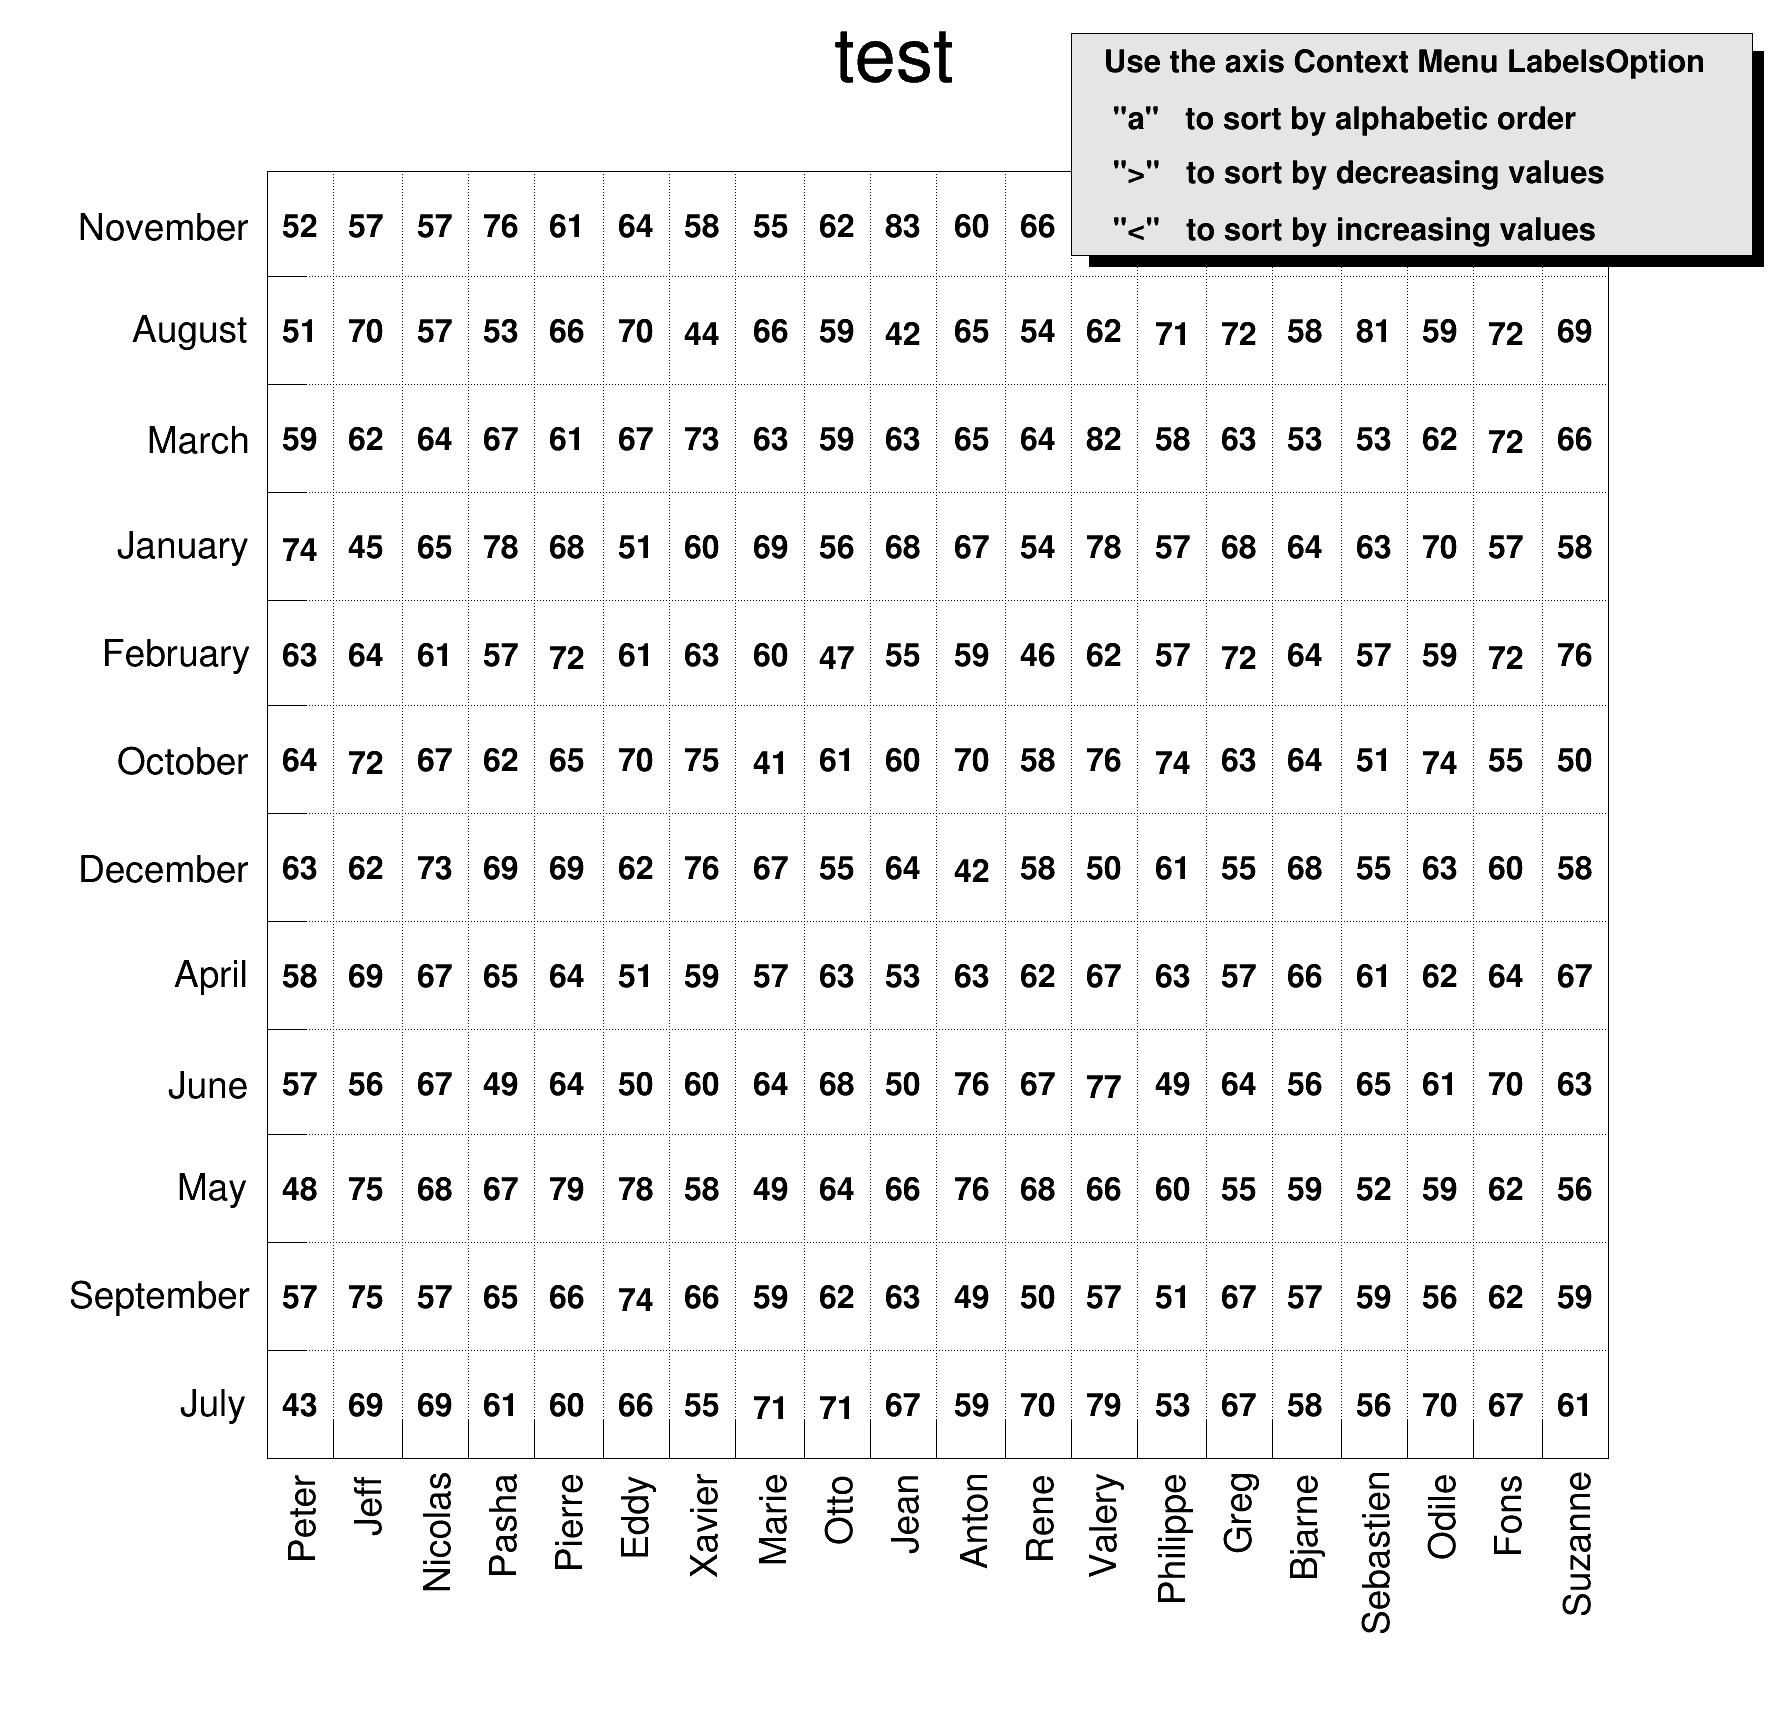 test
Use the axis Context Menu LabelsOption
"a" to sort by alphabetic order
">" to sort by decreasing values
"<" to sort by increasing values
November 52 57 57 76 61 64 58 55 62 83 60 66
August 51 70 57 53 66 70 44 66 59 42 65 54 62 71 72 58 81 59 72 69
March 59 62 64 67 61 67 73 63 59 63 65 64 82 58 63 53 53 62 72 66
January 74 45 65 78 68 51 60 69 56 68 67 54 78 57 68 64 63 70 57 58
February 63 64 61 57 72 61 63 60 47 55 59 46 62 57 72 64 57 59 72 76
October 64 72 67 62 65 70 75 41 61 60 70 58 76 74 63 64 51 74 55 50
December 63 62 73 69 69 62 76 67 55 64 42 58 50 61 55 68 55 63 60 58
April 58 69 67 65 64 51 59 57 63 53 63 62 67 63 57 66 61 62 64 67
June 57 56 67 49 64 50 60 64 68 50 76 67 77 49 64 56 65 61 70 63
May 48 75 68 67 79 78 58 49 64 66 76 68 66 60 55 59 52 59 62 56
September 57 75 57 65 66 74 66 59 62 63 49 50 57 51 67 57 59 56 62 59
July 43 69 69 61 60 66 55 71 71 67 59 70 79 53 67 58 56 70 67 61
Peter Jeff Nicolas Pasha Pierre Eddy Xavier Marie Otto Jean Anton Rene Valery Philippe Greg Bjarne Sebastien Odile Fons Suzanne